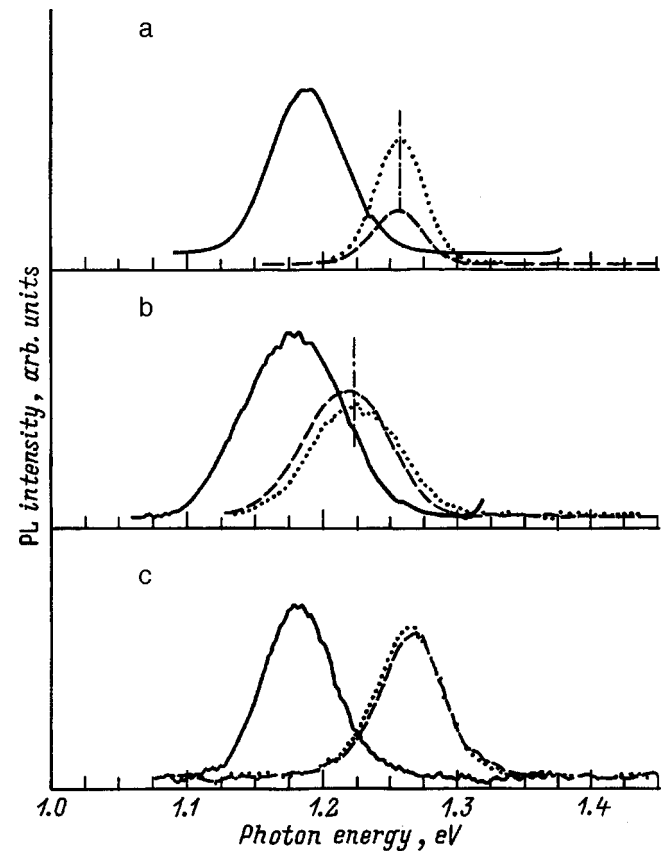 a
b
c
PL intensity, arb. units
1.0 1.1 1.2 1.3 1.4
Photon energy, eV